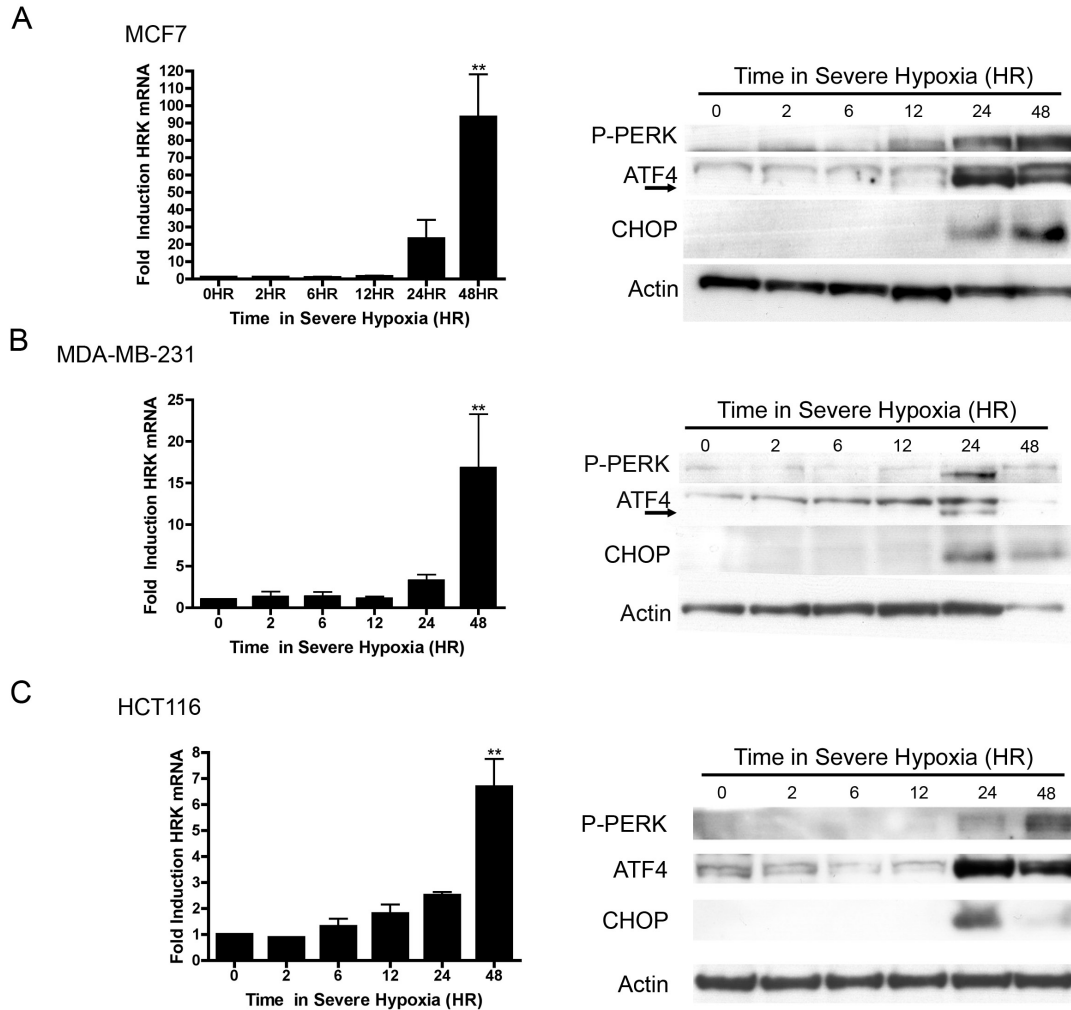 A
MCF7
Fold Induction HRK mRNA
120
110
100
90
80
70
60
50
40
30
20
10
0
**
0HR 2HR 6HR 12HR 24HR 48HR
Time in Severe Hypoxia (HR)
Time in Severe Hypoxia (HR)
0 2 6 12 24 48
P-PERK
ATF4
CHOP
Actin
B
MDA-MB-231
Fold Induction HRK mRNA
25
20
15
10
5
0
**
0 2 6 12 24 48
Time in Severe Hypoxia (HR)
Time in Severe Hypoxia (HR)
0 2 6 12 24 48
P-PERK
ATF4
CHOP
Actin
C
HCT116
Fold Induction HRK mRNA
8
7
6
5
4
3
2
1
0
**
0 2 6 12 24 48
Time in Severe Hypoxia (HR)
Time in Severe Hypoxia (HR)
0 2 6 12 24 48
P-PERK
ATF4
CHOP
Actin